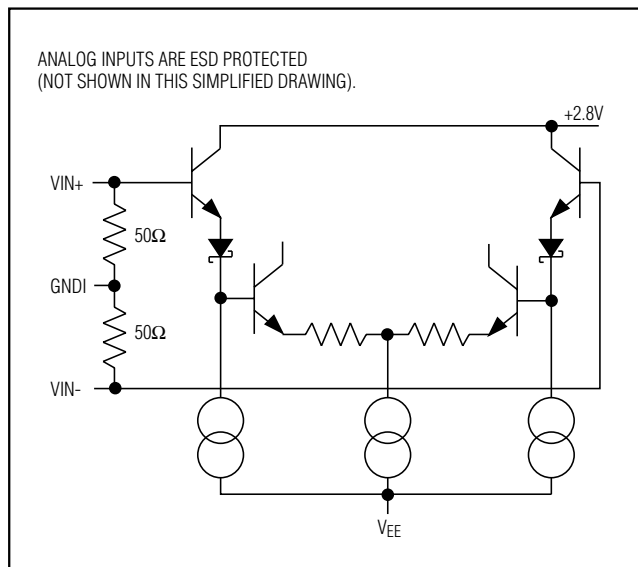 ANALOG INPUTS ARE ESD PROTECTED
(NOT SHOWN IN THIS SIMPLIFIED DRAWING).
+2.8V
VIN+
50Ω
GNDI
50Ω
VIN-
VEE